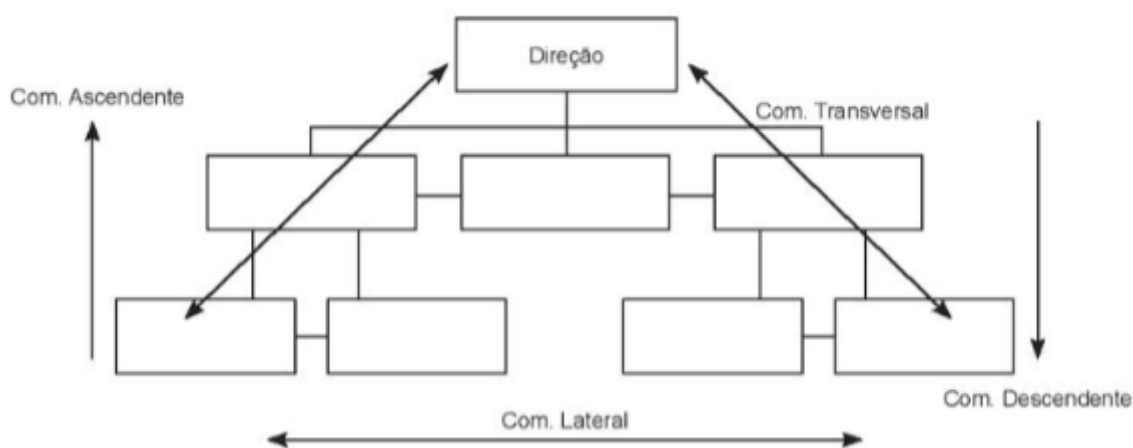 Direção
Com. Ascendente
Com. Transversal
Com. Descendente
Com. Lateral